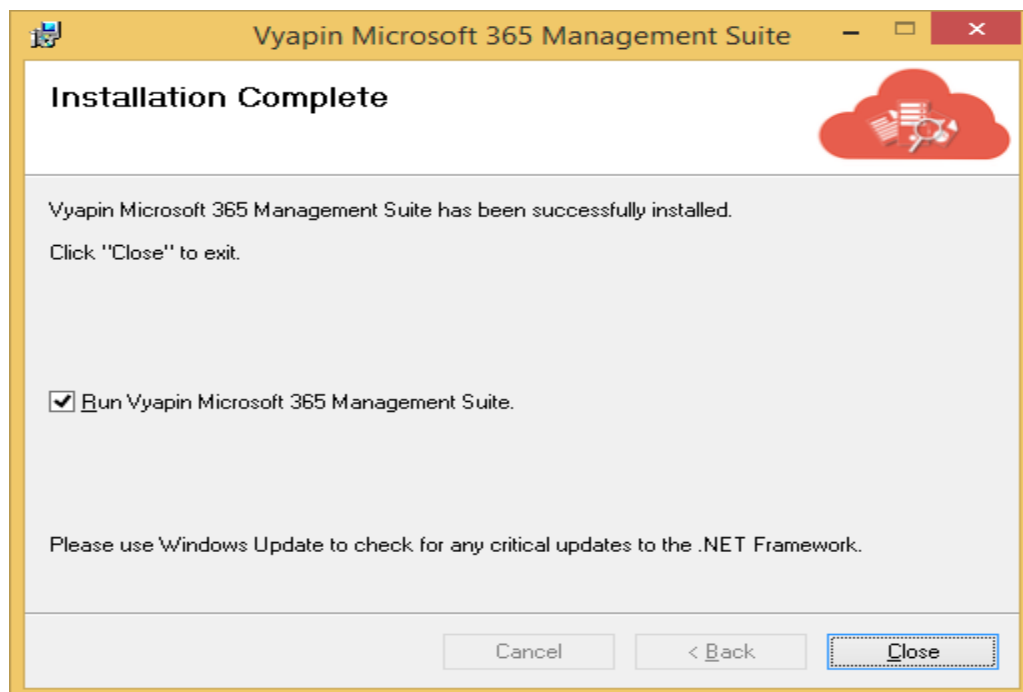 Vyapin Microsoft 365 Management Suite
Installation Complete
Vyapin Microsoft 365 Management Suite has been successfully installed.
Click "Close" to exit.
Run Vyapin Microsoft 365 Management Suite.
Please use Windows Update to check for any critical updates to the .NET Framework.
Cancel
< Back
Close